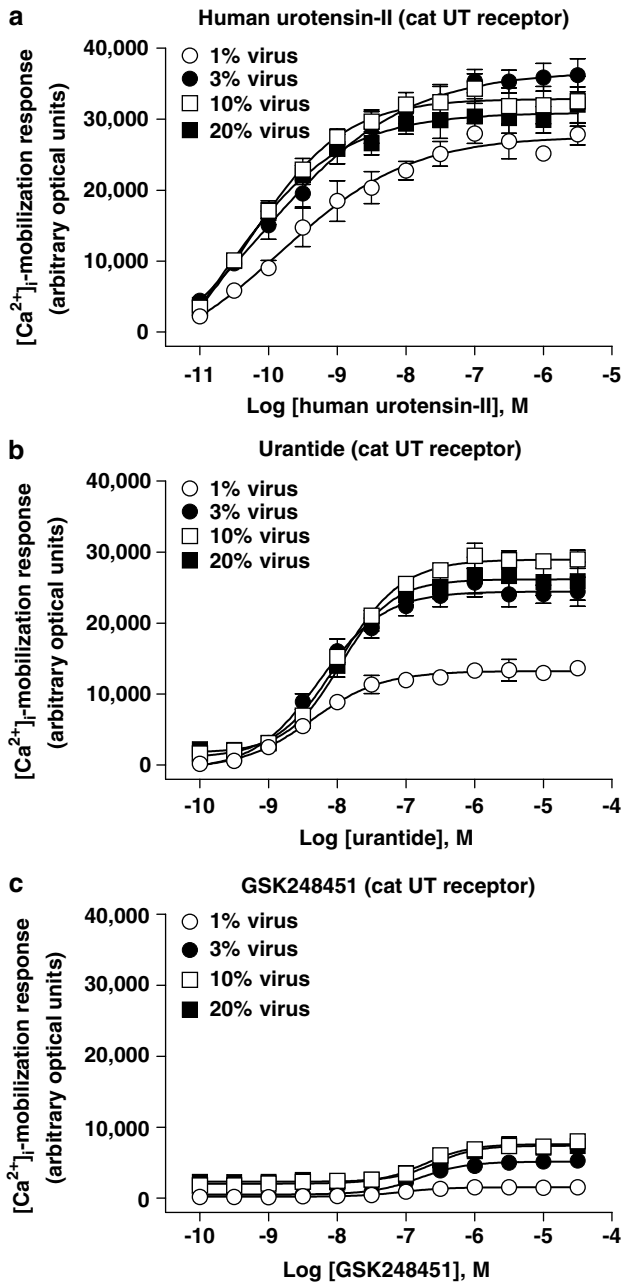 a
Human urotensin-II (cat UT receptor)
40,000
30,000
20,000
10,000
0
[Ca2+]i-mobilization response
(arbitrary optical units)
1% virus
3% virus
10% virus
20% virus
-11 -10 -9 -8 -7 -6 -5
Log [human urotensin-II], M
b
Urantide (cat UT receptor)
40,000
30,000
20,000
10,000
0
[Ca2+]i-mobilization response
(arbitrary optical units)
1% virus
3% virus
10% virus
20% virus
-10 -9 -8 -7 -6 -5 -4
Log [urantide], M
c
GSK248451 (cat UT receptor)
40,000
30,000
20,000
10,000
0
[Ca2+]i-mobilization response
(arbitrary optical units)
1% virus
3% virus
10% virus
20% virus
-10 -9 -8 -7 -6 -5 -4
Log [GSK248451], M